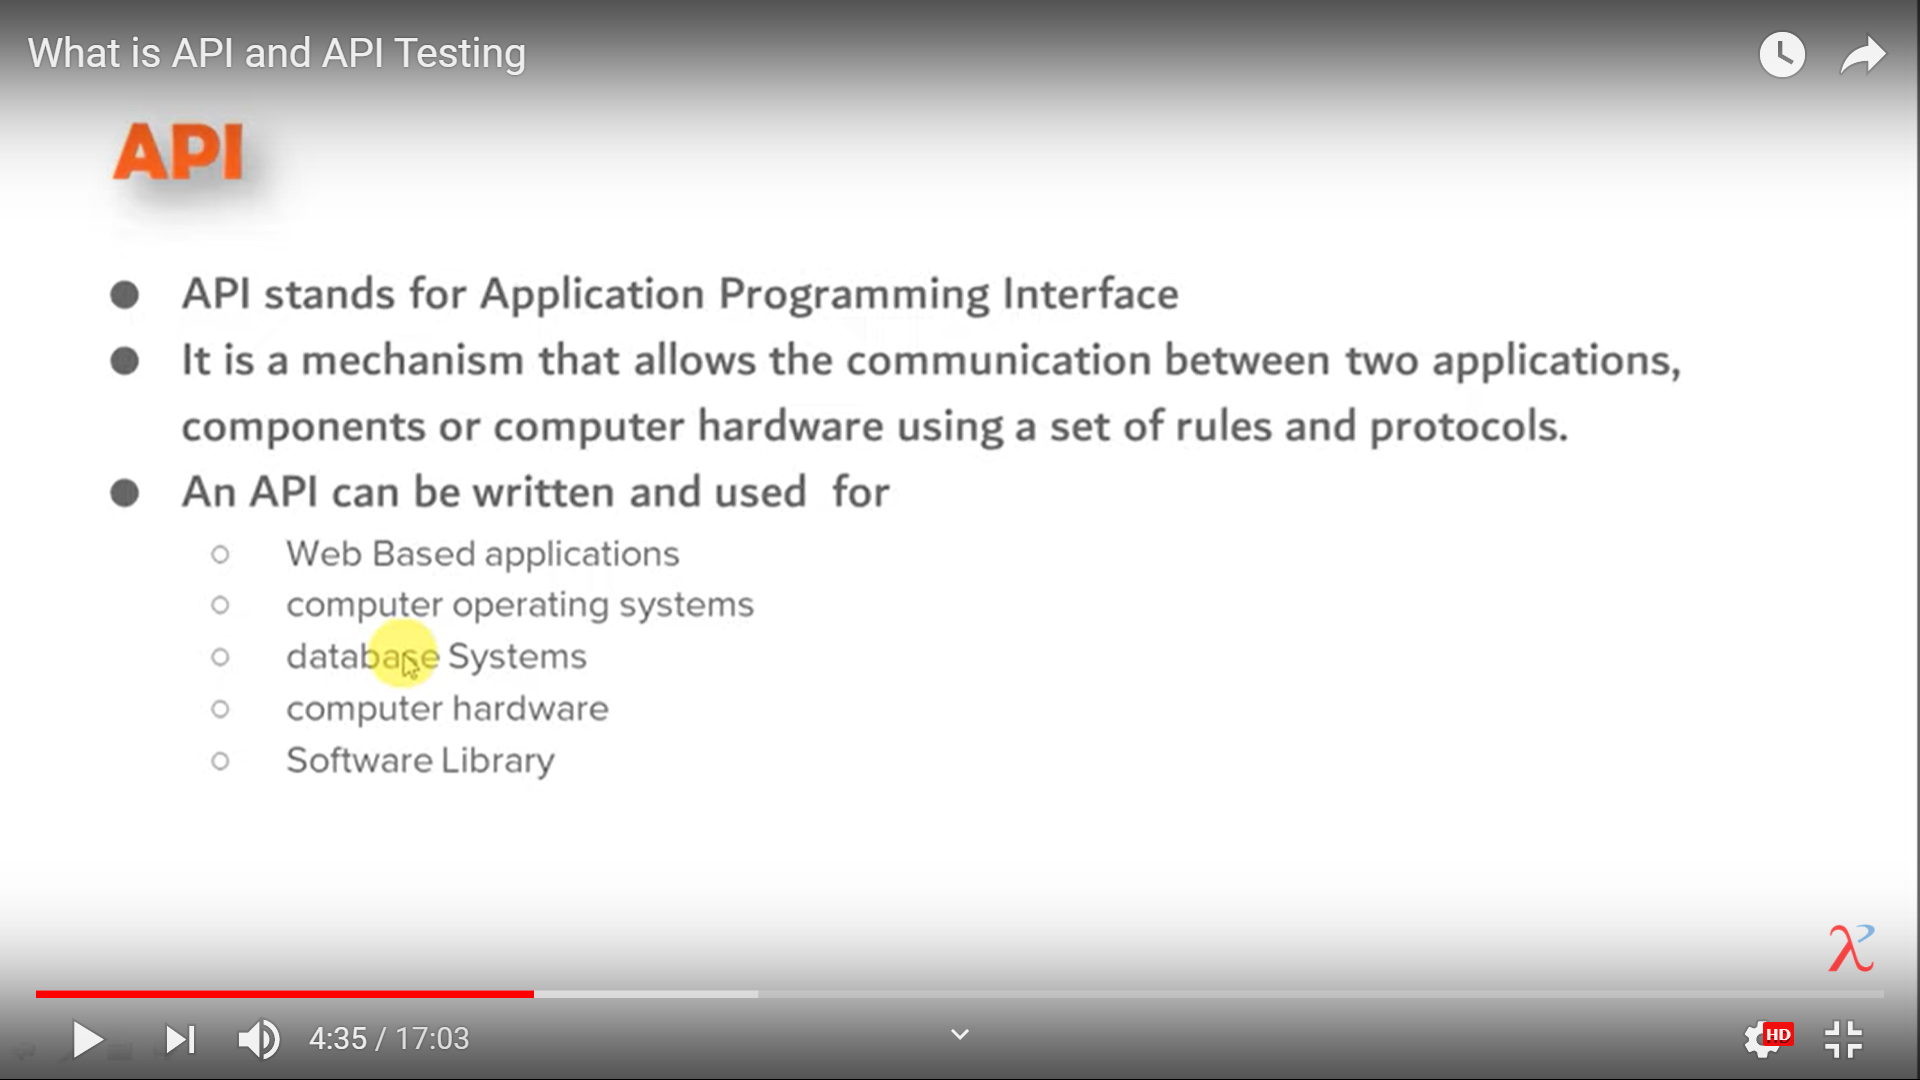 What is API and API Testing
API
API stands for Application Programming Interface
It is a mechanism that allows the communication between two applications,
components or computer hardware using a set of rules and protocols.
An API can be written and used for
Web Based applications
computer operating systems
database Systems
computer hardware
Software Library
λ?
4:35 / 17:03
HD